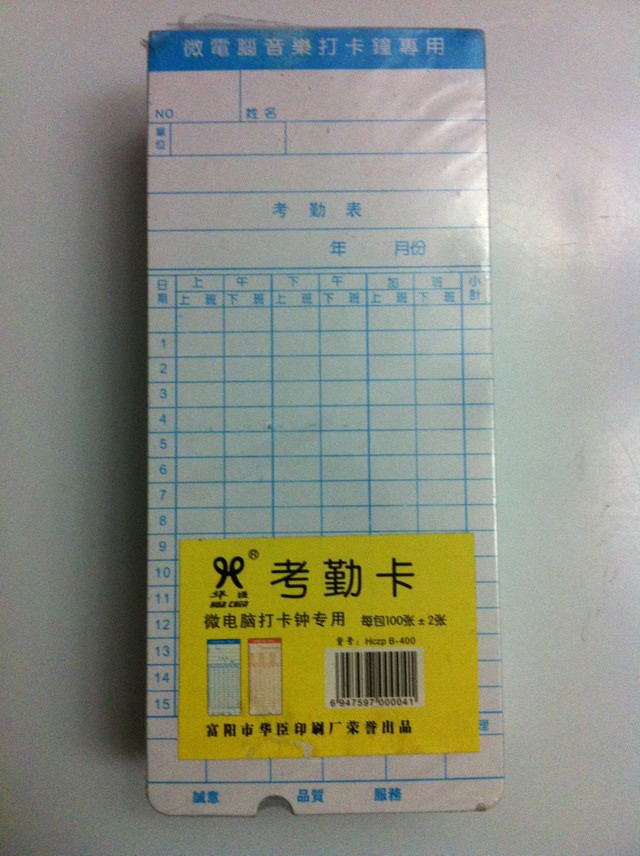 微電腦音樂打卡鐘專用
NO.
姓名
單位
考勤表
年 月份
日期 上午 下午 加班 小計
上班 下班 上班 下班 上班 下班
1
2
3
4
5
6
7
8
9
10
11
12
13
14
15
® 考勤卡
华臣
微电脑打卡钟专用 每包100张±2张
货号：Hczp B-400
6 947597 000041
富阳市华臣印刷厂荣誉出品
理
誠意 品質 服務